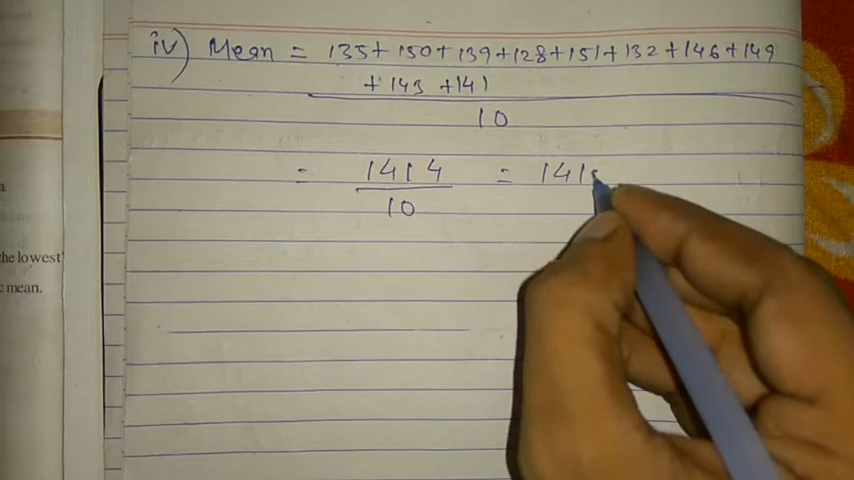 iv) Mean = 135+ 150+ 139+128+151+132+146+149
+ 143 +141
10
= 1414 = 141
10
the lowest
mean.